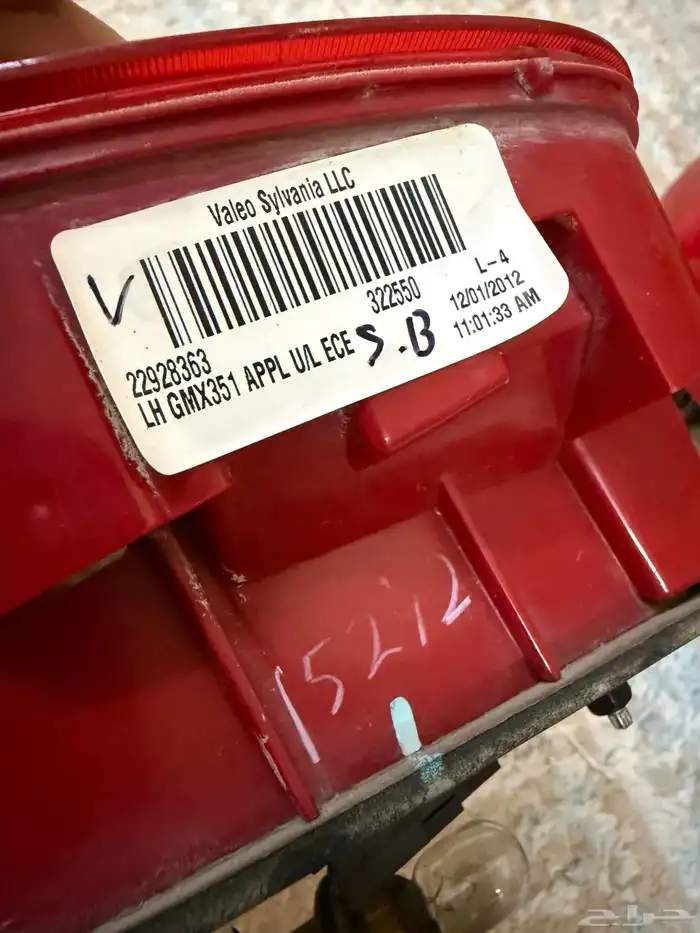 Valeo Sylvania LLC
V
322550
L-4
22928363
12/01/2012
LH GMX351 APPL U/L ECE
11:01:33 AM
S.B
15212
حراج